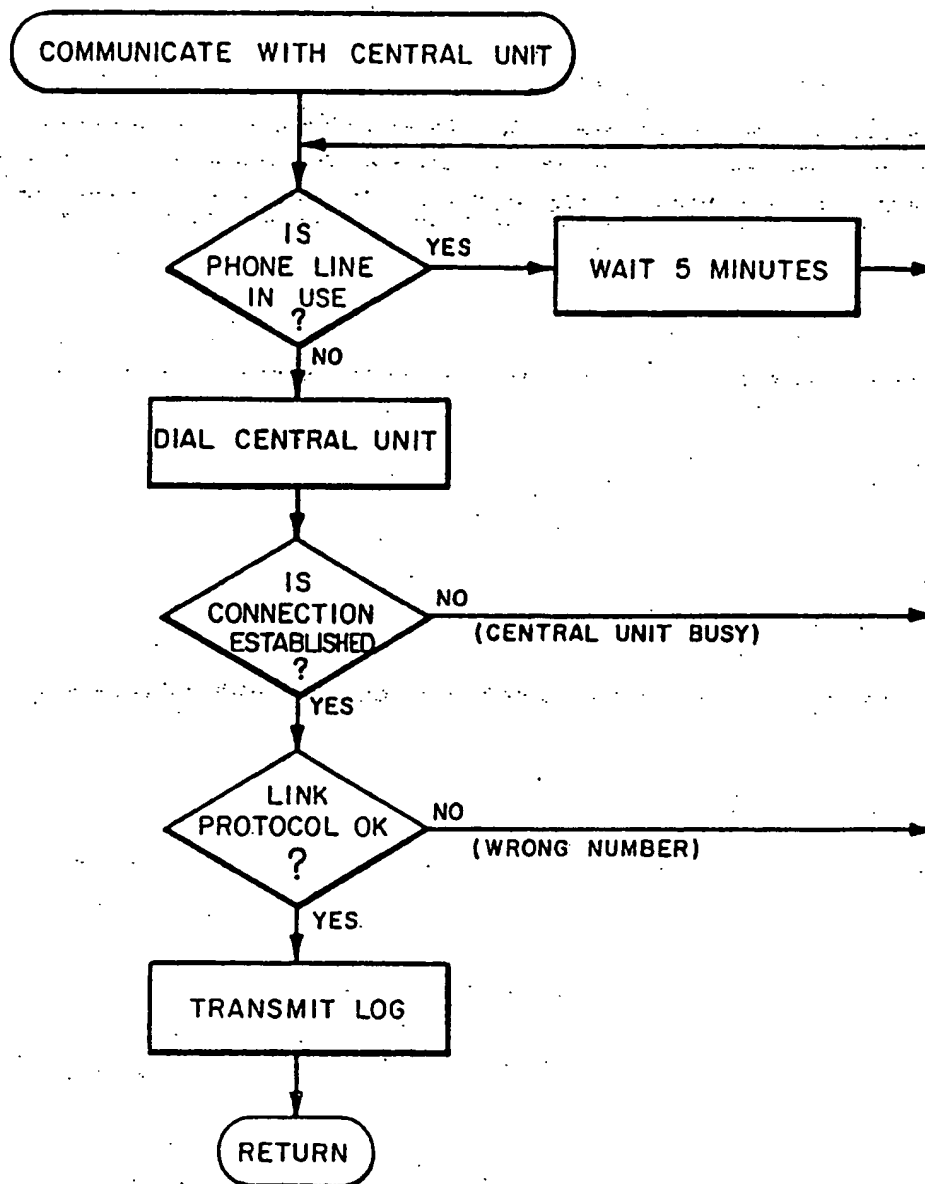 COMMUNICATE WITH CENTRAL UNIT
IS
PHONE LINE
IN USE
?
YES
WAIT 5 MINUTES
NO
DIAL CENTRAL UNIT
IS
CONNECTION
ESTABLISHED
?
NO
(CENTRAL UNIT BUSY)
YES
LINK
PROTOCOL OK
?
NO
(WRONG NUMBER)
YES
TRANSMIT LOG
RETURN